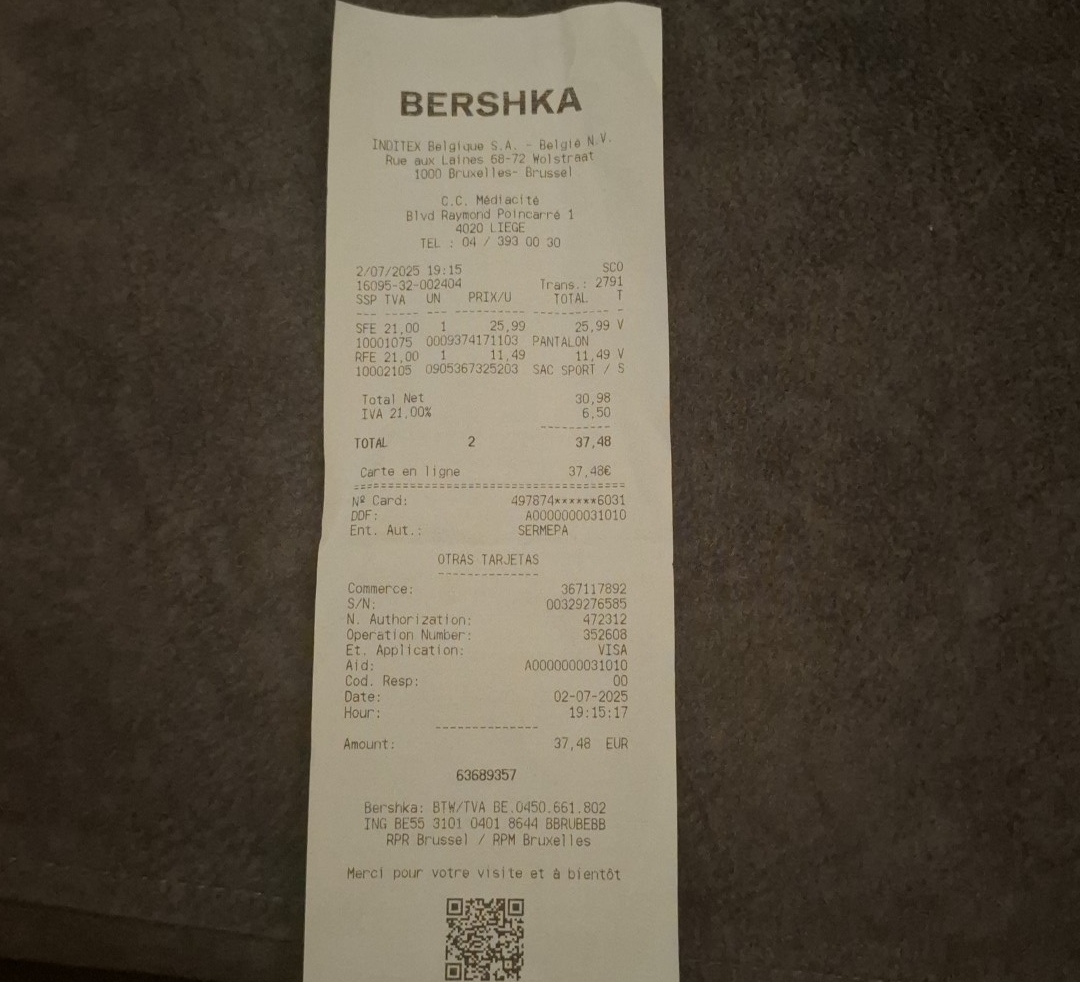 BERSHKA
INDITEX Belgique S.A. - België N.V.
Rue aux Laines 68-72 Wolstraat
1000 Bruxelles- Brussel
C.C. Médiacité
Blvd Raymond Poincarré 1
4020 LIEGE
TEL : 04 / 393 00 30
2/07/2025 19:15 SCO
16095-32-002404 Trans.: 2791
SSP TVA UN PRIX/U TOTAL T
--- ----- --- ---------- ----------- -
SFE 21,00 1 25,99 25,99 V
10001075 0009374171103 PANTALON
RFE 21,00 1 11,49 11,49 V
10002105 0905367325203 SAC SPORT / S
Total Net 30,98
IVA 21,00% 6,50
----------
TOTAL 2 37,48
Carte en ligne 37,48€
========================================
Nº Card: 497874******6031
DDF: A0000000031010
Ent. Aut.: SERMEPA
OTRAS TARJETAS
--------------
Commerce: 367117892
S/N: 00329276585
N. Authorization: 472312
Operation Number: 352608
Et. Application: VISA
Aid: A0000000031010
Cod. Resp: 00
Date: 02-07-2025
Hour: 19:15:17
--------------
Amount: 37,48 EUR
63689357
Bershka: BTW/TVA BE.0450.661.802
ING BE55 3101 0401 8644 BBRUBEBB
RPR Brussel / RPM Bruxelles
Merci pour votre visite et à bientôt